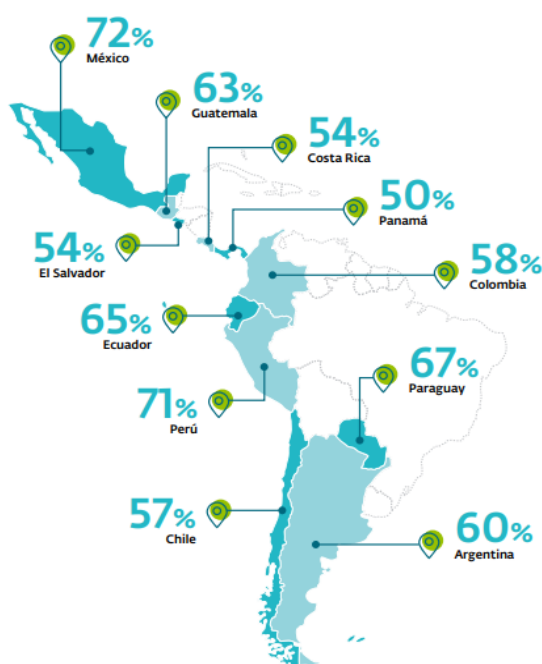 72%
México
63%
Guatemala
54%
Costa Rica
50%
Panamá
54%
El Salvador
58%
Colombia
65%
Ecuador
67%
Paraguay
71%
Perú
57%
Chile
60%
Argentina